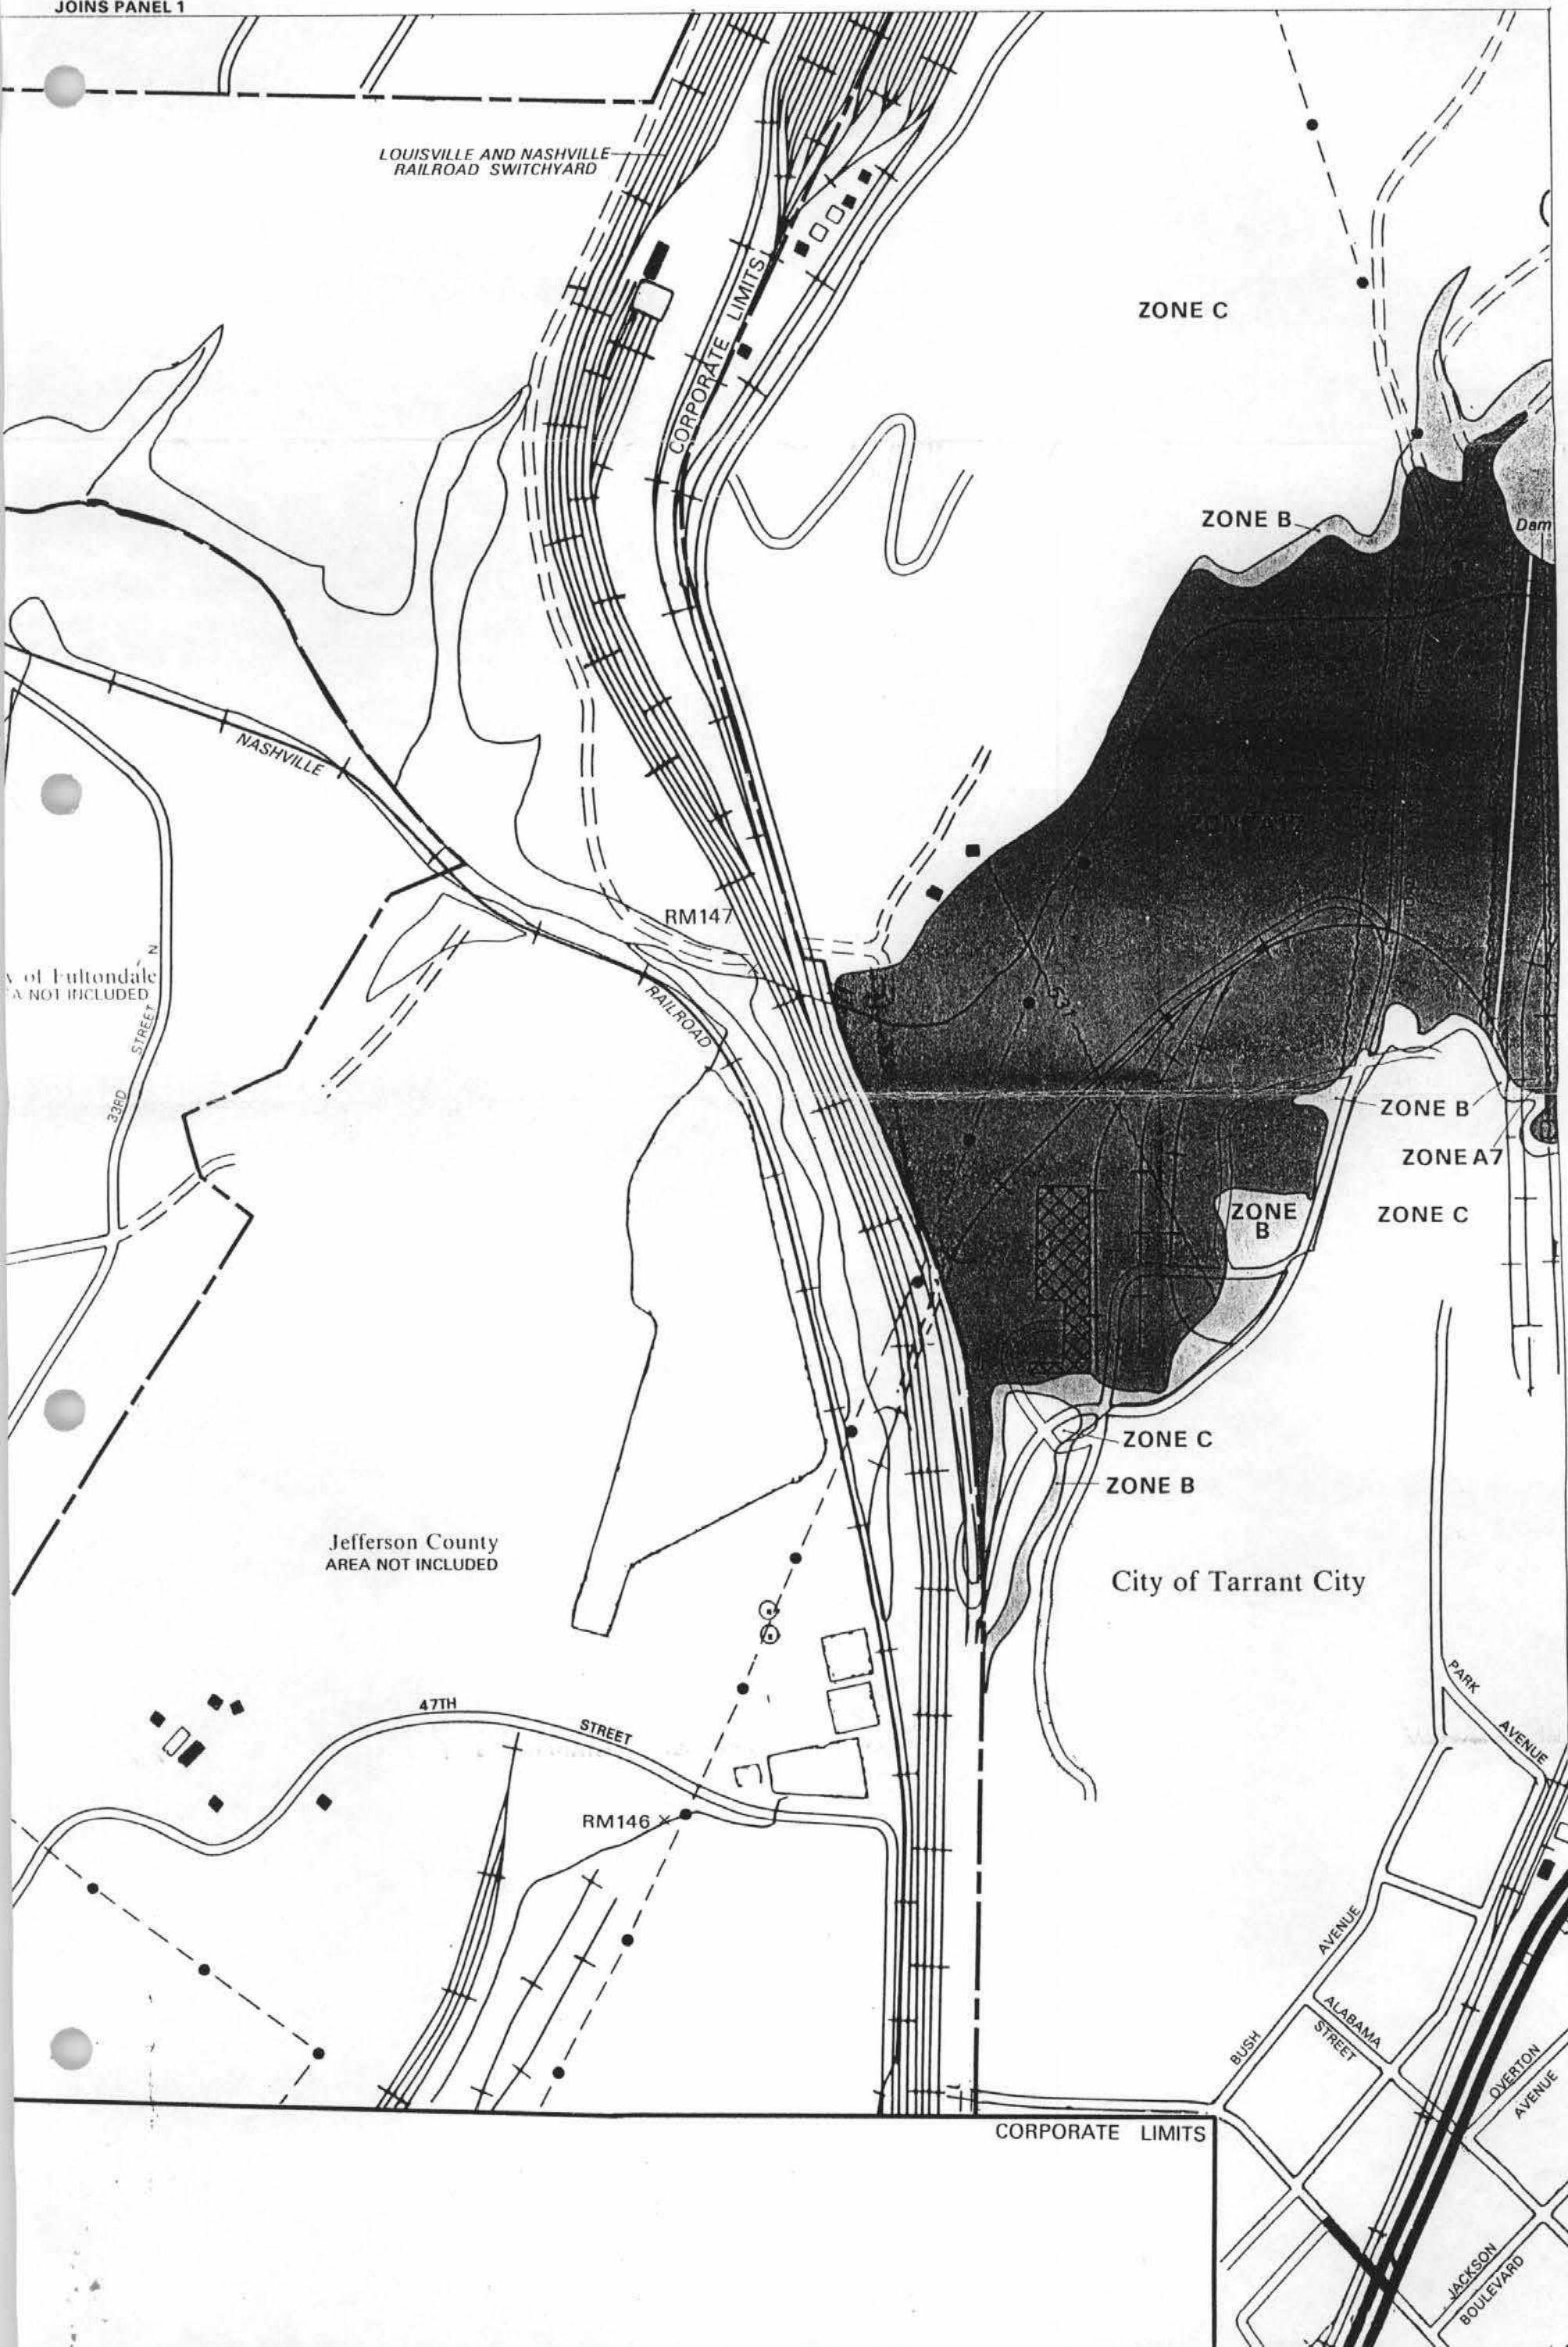 JOINS PANEL 1
LOUISVILLE AND NASHVILLE
RAILROAD SWITCHYARD
CORPORATE LIMITS
ZONE C
ZONE B
Dam
NASHVILLE
RM147
of Fultondale
A NOT INCLUDED
33RD STREET N
RAILROAD
531
ZONE B
ZONE A7
ZONE
B
ZONE C
ZONE C
ZONE B
Jefferson County
AREA NOT INCLUDED
City of Tarrant City
PARK AVENUE
47TH STREET
RM146
BUSH AVENUE
ALABAMA
STREET
OVERTON
AVENUE
CORPORATE LIMITS
JACKSON
BOULEVARD